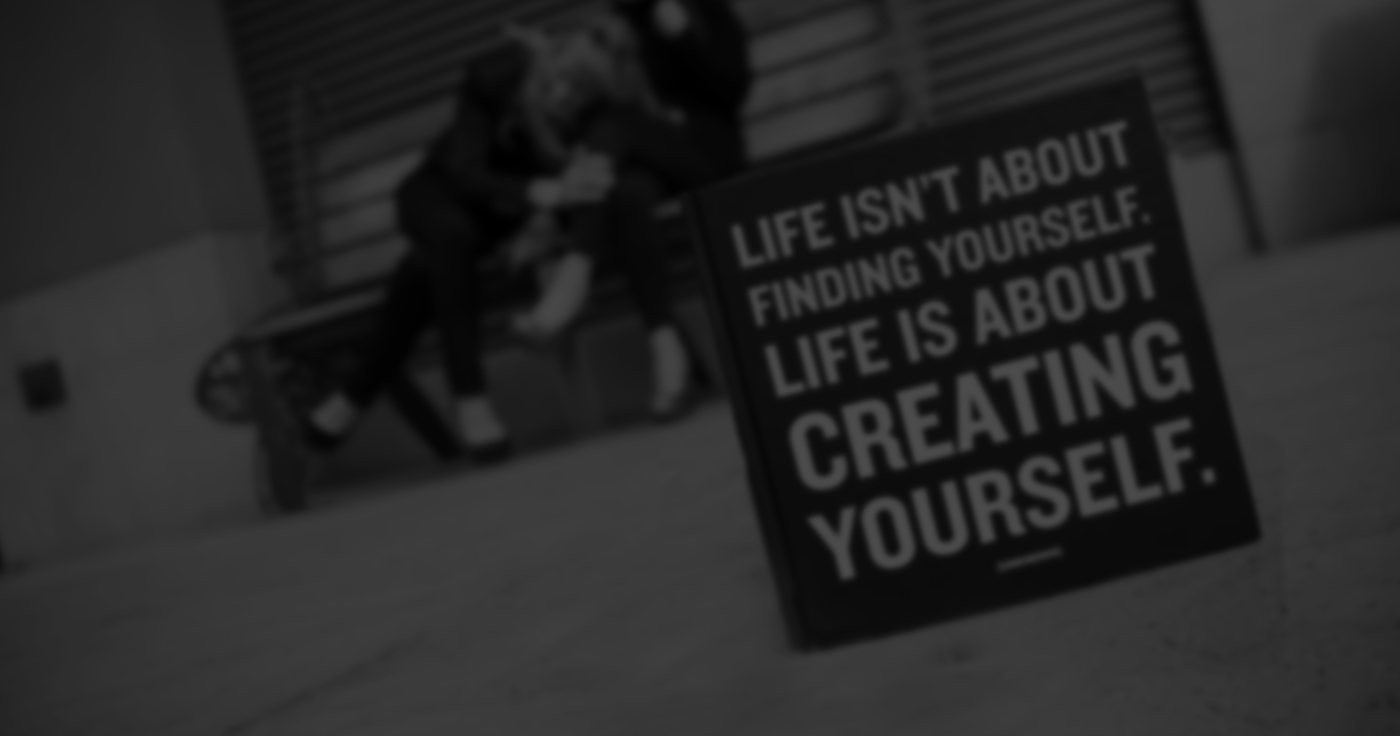 LIFE ISN'T ABOUT
FINDING YOURSELF.
LIFE IS ABOUT
CREATING
YOURSELF.